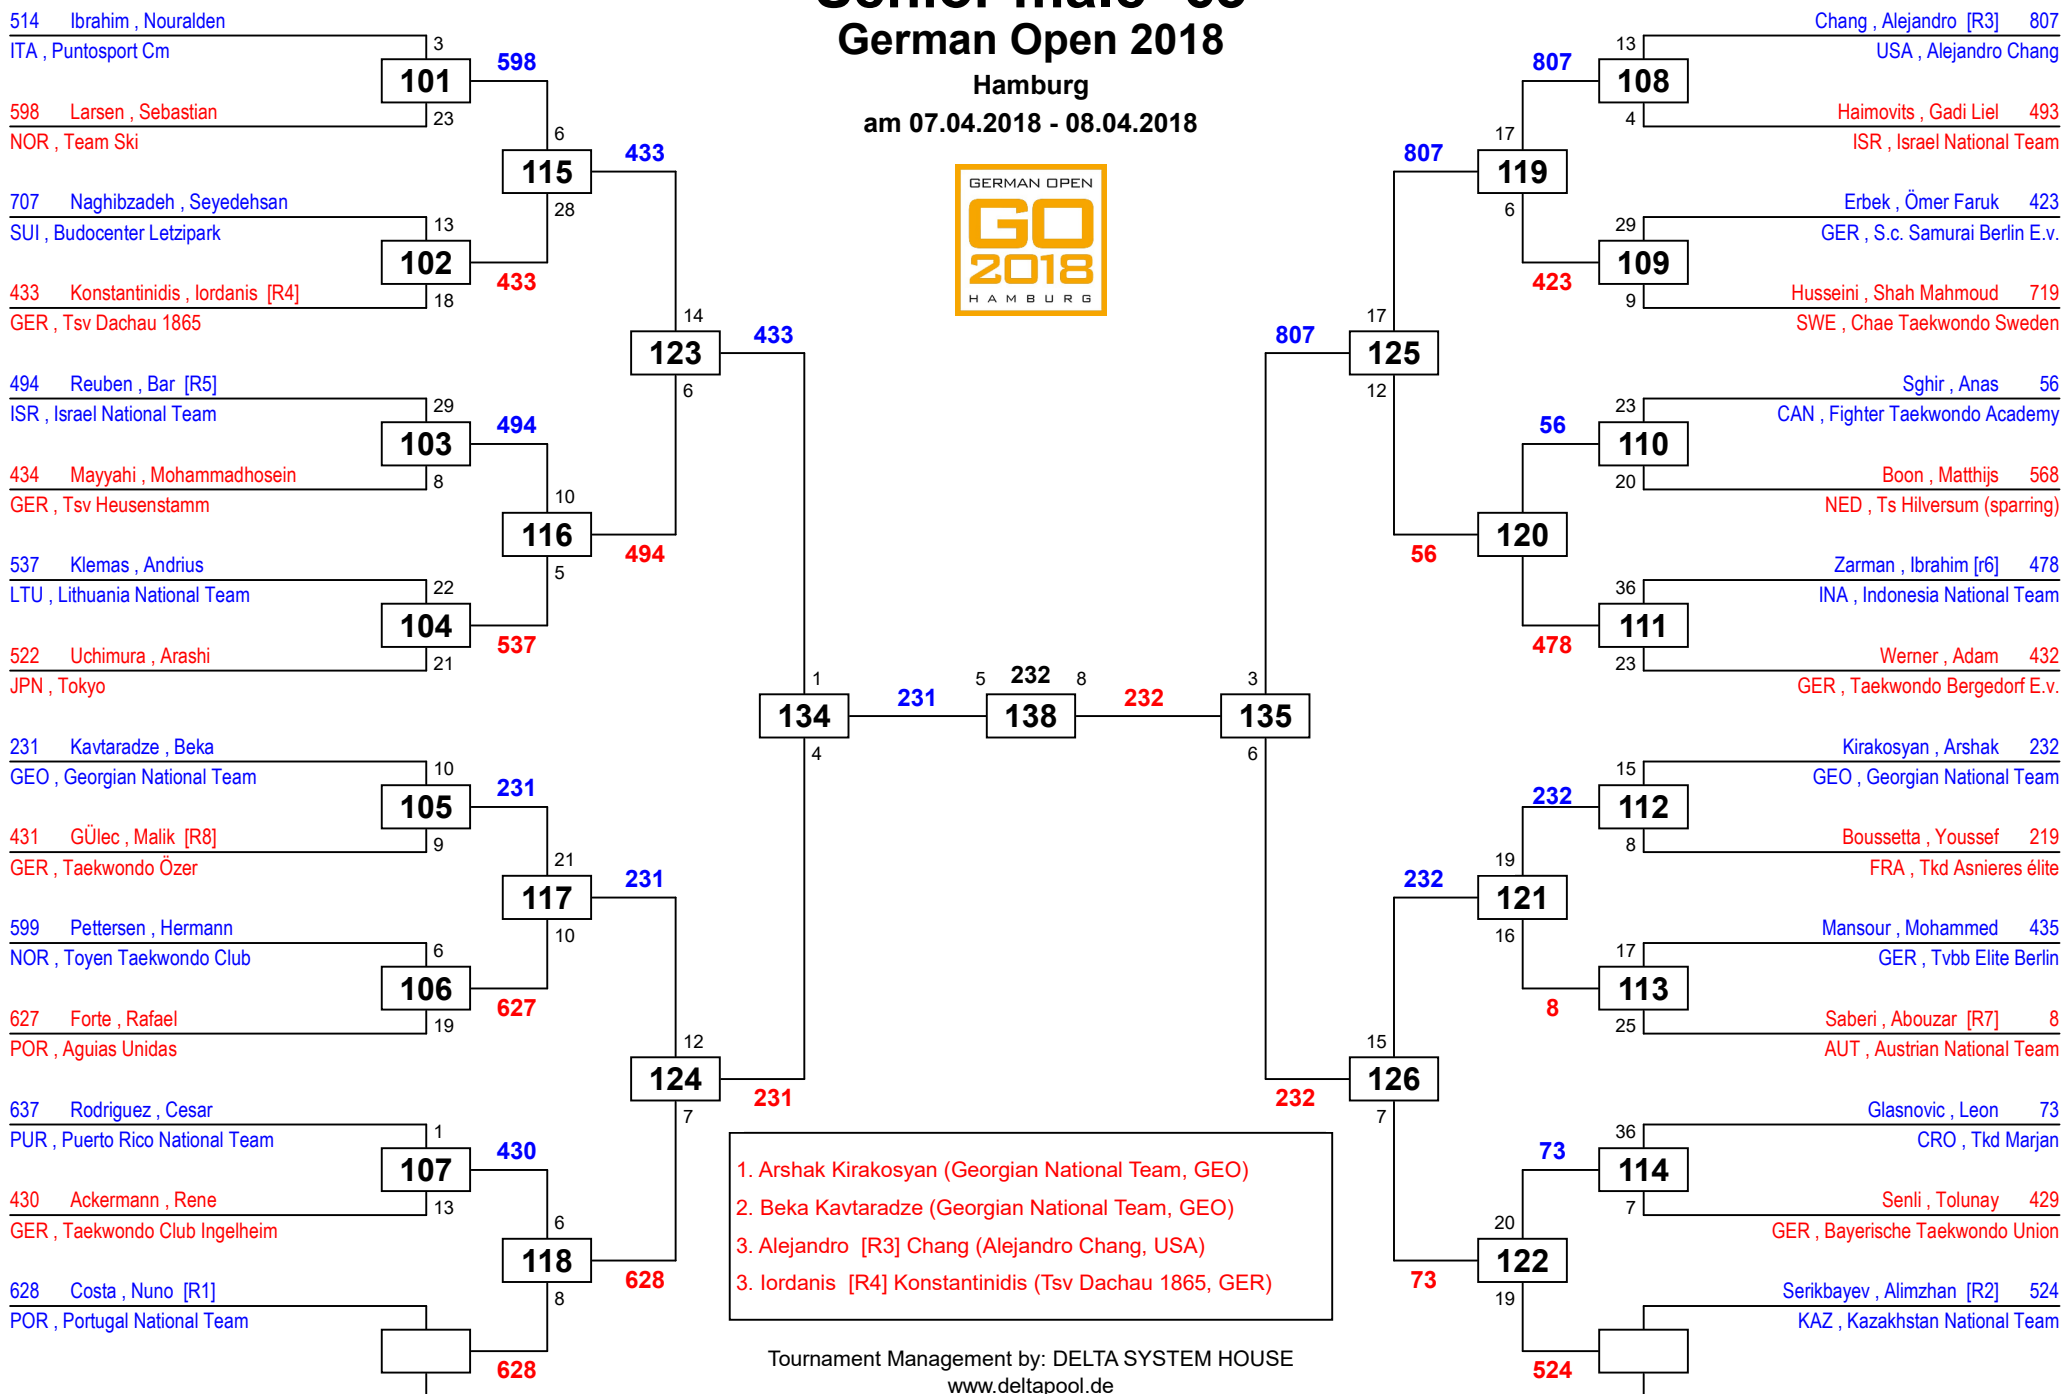 Senior male -68
German Open 2018
Hamburg
am 07.04.2018 - 08.04.2018
GERMAN OPEN
GO
2018
HAMBURG
514 Ibrahim , Nouralden
ITA , Puntosport Cm
3
101
598
598 Larsen , Sebastian
23
NOR , Team Ski
6
115
433
28
707 Naghibzadeh , Seyedehsan
13
SUI , Budocenter Letzipark
102
433
433 Konstantinidis , Iordanis [R4]
18
GER , Tsv Dachau 1865
14
123
433
6
494 Reuben , Bar [R5]
29
ISR , Israel National Team
103
494
434 Mayyahi , Mohammadhosein
8
GER , Tsv Heusenstamm
10
116
494
5
537 Klemas , Andrius
22
LTU , Lithuania National Team
104
537
522 Uchimura , Arashi
21
JPN , Tokyo
1
134
231
4
231 Kavtaradze , Beka
10
GEO , Georgian National Team
105
231
431 GÜlec , Malik [R8]
9
GER , Taekwondo Özer
21
117
231
10
599 Pettersen , Hermann
6
NOR , Toyen Taekwondo Club
106
627
627 Forte , Rafael
19
POR , Aguias Unidas
12
124
231
7
637 Rodriguez , Cesar
1
PUR , Puerto Rico National Team
107
430
430 Ackermann , Rene
13
GER , Taekwondo Club Ingelheim
6
118
628
8
628 Costa , Nuno [R1]
POR , Portugal National Team
628
5 232 8
138
Chang , Alejandro [R3] 807
13
USA , Alejandro Chang
807
108
Haimovits , Gadi Liel 493
4
ISR , Israel National Team
17
807
119
6
Erbek , Ömer Faruk 423
29
GER , S.c. Samurai Berlin E.v.
423
109
Husseini , Shah Mahmoud 719
9
SWE , Chae Taekwondo Sweden
17
807
125
12
Sghir , Anas 56
23
CAN , Fighter Taekwondo Academy
56
110
Boon , Matthijs 568
20
NED , Ts Hilversum (sparring)
56
120
Zarman , Ibrahim [r6] 478
36
INA , Indonesia National Team
478
111
Werner , Adam 432
23
GER , Taekwondo Bergedorf E.v.
3
232
135
6
Kirakosyan , Arshak 232
15
GEO , Georgian National Team
232
112
Boussetta , Youssef 219
8
FRA , Tkd Asnieres élite
19
232
121
16
Mansour , Mohammed 435
17
GER , Tvbb Elite Berlin
8
113
Saberi , Abouzar [R7] 8
25
AUT , Austrian National Team
15
232
126
7
Glasnovic , Leon 73
36
CRO , Tkd Marjan
73
114
Senli , Tolunay 429
7
GER , Bayerische Taekwondo Union
20
73
122
19
Serikbayev , Alimzhan [R2] 524
KAZ , Kazakhstan National Team
524
1. Arshak Kirakosyan (Georgian National Team, GEO)
2. Beka Kavtaradze (Georgian National Team, GEO)
3. Alejandro [R3] Chang (Alejandro Chang, USA)
3. Iordanis [R4] Konstantinidis (Tsv Dachau 1865, GER)
Tournament Management by: DELTA SYSTEM HOUSE
www.deltapool.de